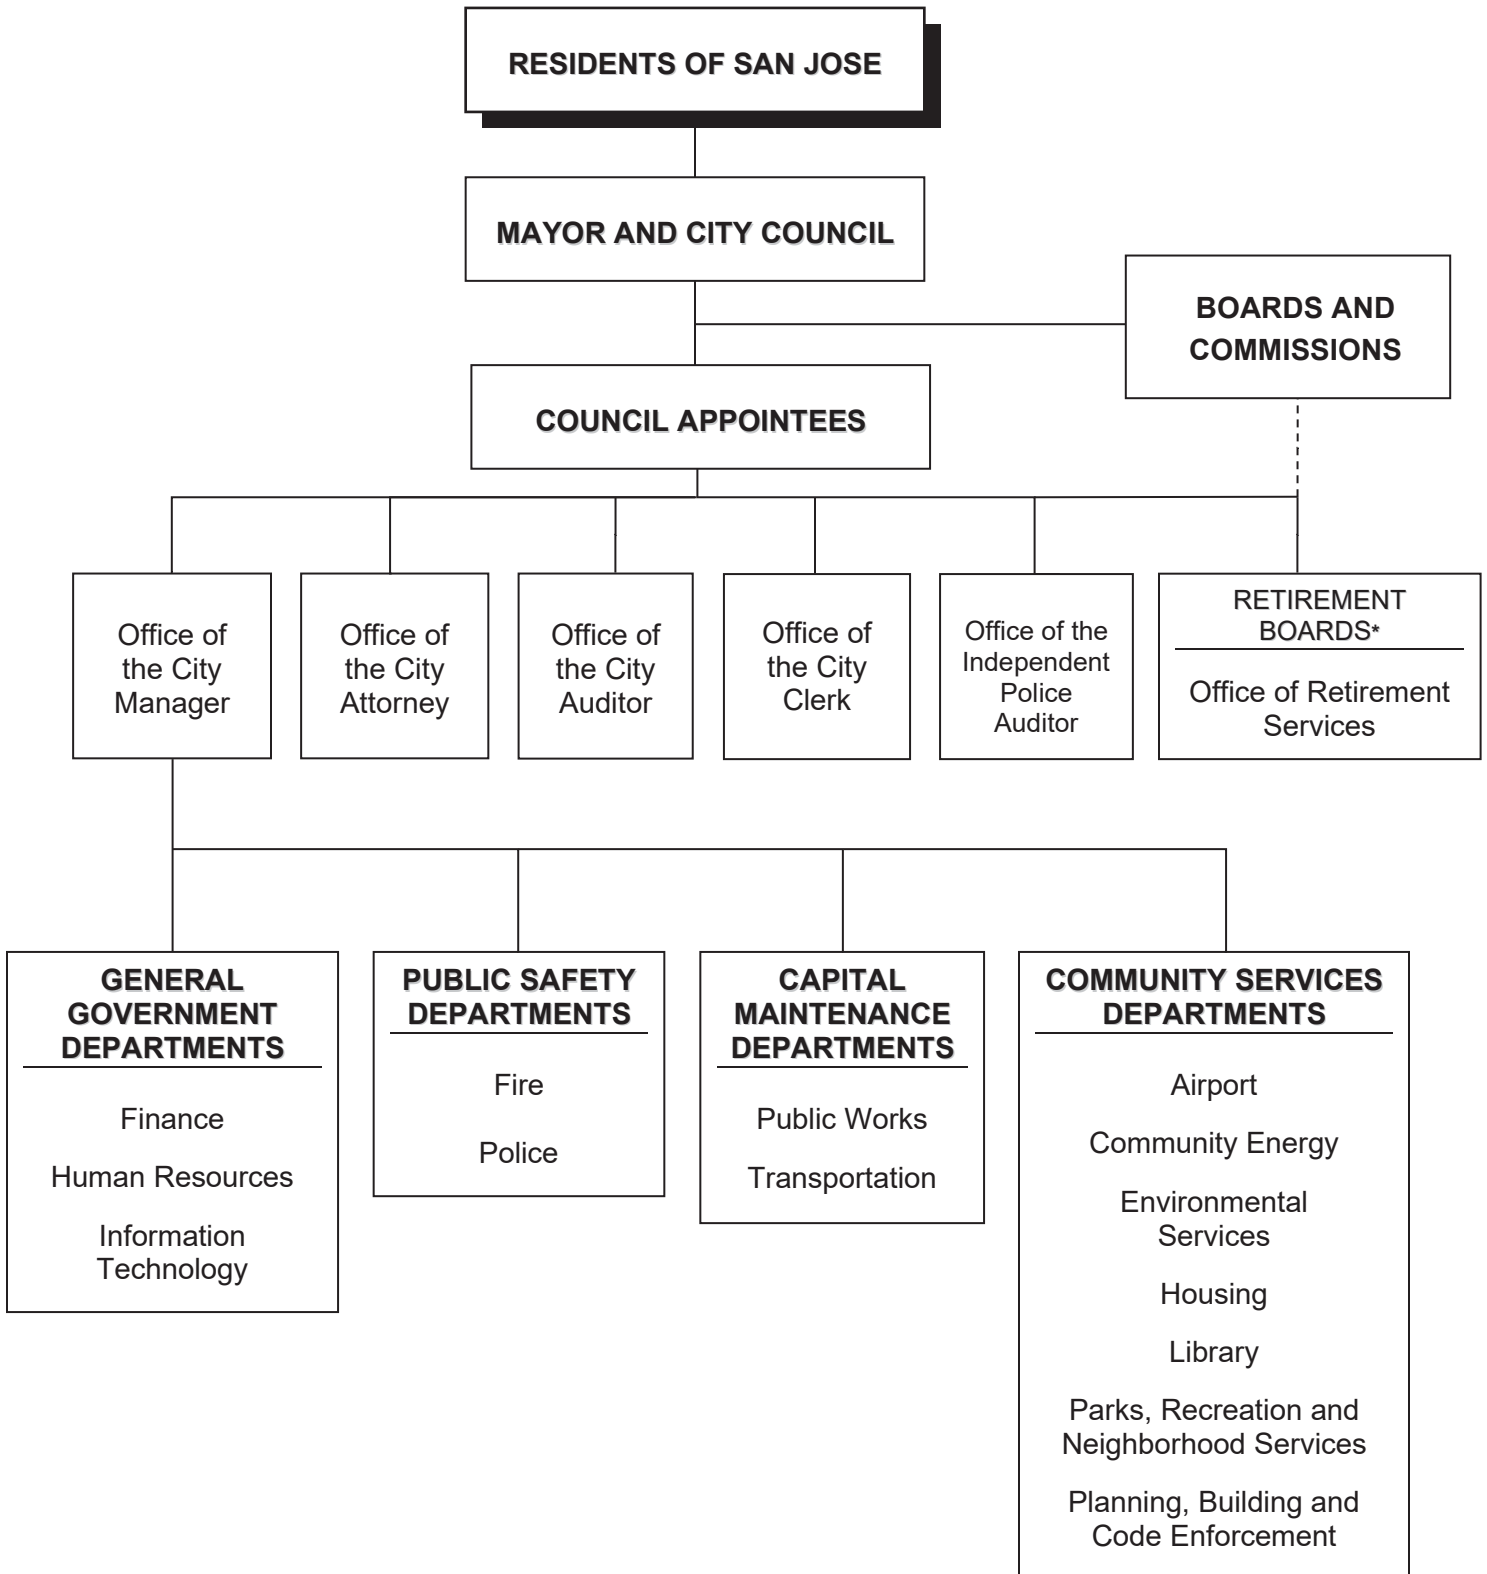 RESIDENTS OF SAN JOSE
MAYOR AND CITY COUNCIL
BOARDS AND
COMMISSIONS
COUNCIL APPOINTEES
Office of
the City
Manager
Office of
the City
Attorney
Office of
the City
Auditor
Office of
the City
Clerk
Office of the
Independent
Police
Auditor
RETIREMENT
BOARDS*
Office of Retirement
Services
GENERAL
GOVERNMENT
DEPARTMENTS
Finance
Human Resources
Information
Technology
PUBLIC SAFETY
DEPARTMENTS
Fire
Police
CAPITAL
MAINTENANCE
DEPARTMENTS
Public Works
Transportation
COMMUNITY SERVICES
DEPARTMENTS
Airport
Community Energy
Environmental
Services
Housing
Library
Parks, Recreation and
Neighborhood Services
Planning, Building and
Code Enforcement